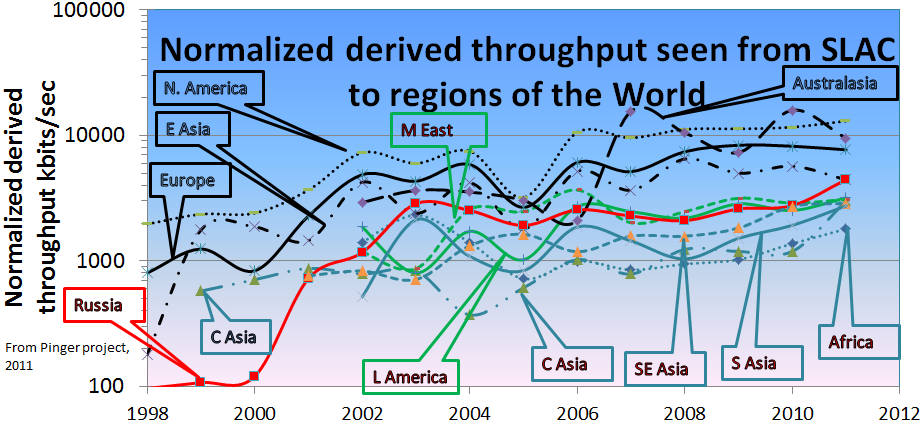 Normalized derived throughput seen from SLAC
to regions of the World
Normalized derived
throughput kbits/sec
100000
10000
1000
100
N. America
E Asia
Europe
Russia
C Asia
M East
L America
C Asia
SE Asia
S Asia
Africa
Australasia
From Pinger project,
2011
1998
2000
2002
2004
2006
2008
2010
2012